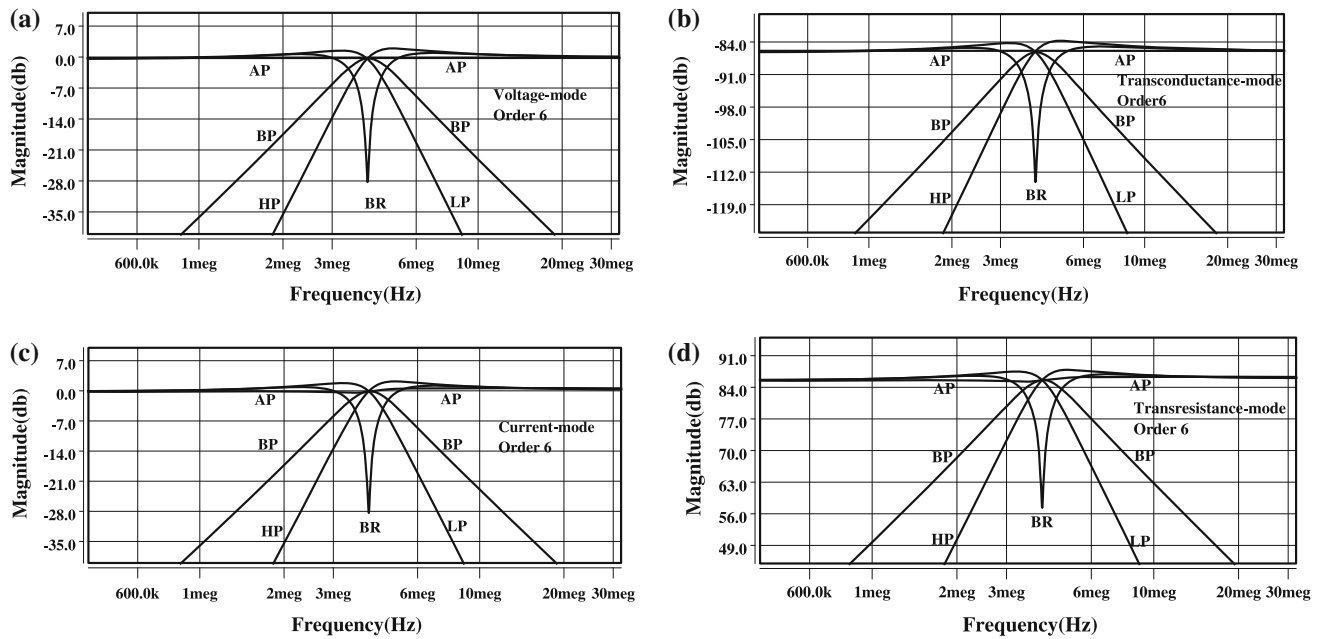 (a)
Magnitude(db)
7.0
0.0
-7.0
-14.0
-21.0
-28.0
-35.0
AP
AP
Voltage-mode
Order 6
BP
BP
HP
BR
LP
600.0k 1meg 2meg 3meg 6meg 10meg 20meg 30meg
Frequency(Hz)
(b)
Magnitude(db)
-84.0
-91.0
-98.0
-105.0
-112.0
-119.0
AP
AP
Transconductance-mode
Order6
BP
BP
HP
BR
LP
600.0k 1meg 2meg 3meg 6meg 10meg 20meg 30meg
Frequency(Hz)
(c)
Magnitude(db)
7.0
0.0
-7.0
-14.0
-21.0
-28.0
-35.0
AP
AP
Current-mode
Order 6
BP
BP
HP
BR
LP
600.0k 1meg 2meg 3meg 6meg 10meg 20meg 30meg
Frequency(Hz)
(d)
Magnitude(db)
91.0
84.0
77.0
70.0
63.0
56.0
49.0
AP
AP
Transresistance-mode
Order 6
BP
BP
HP
BR
LP
600.0k 1meg 2meg 3meg 6meg 10meg 20meg 30meg
Frequency(Hz)